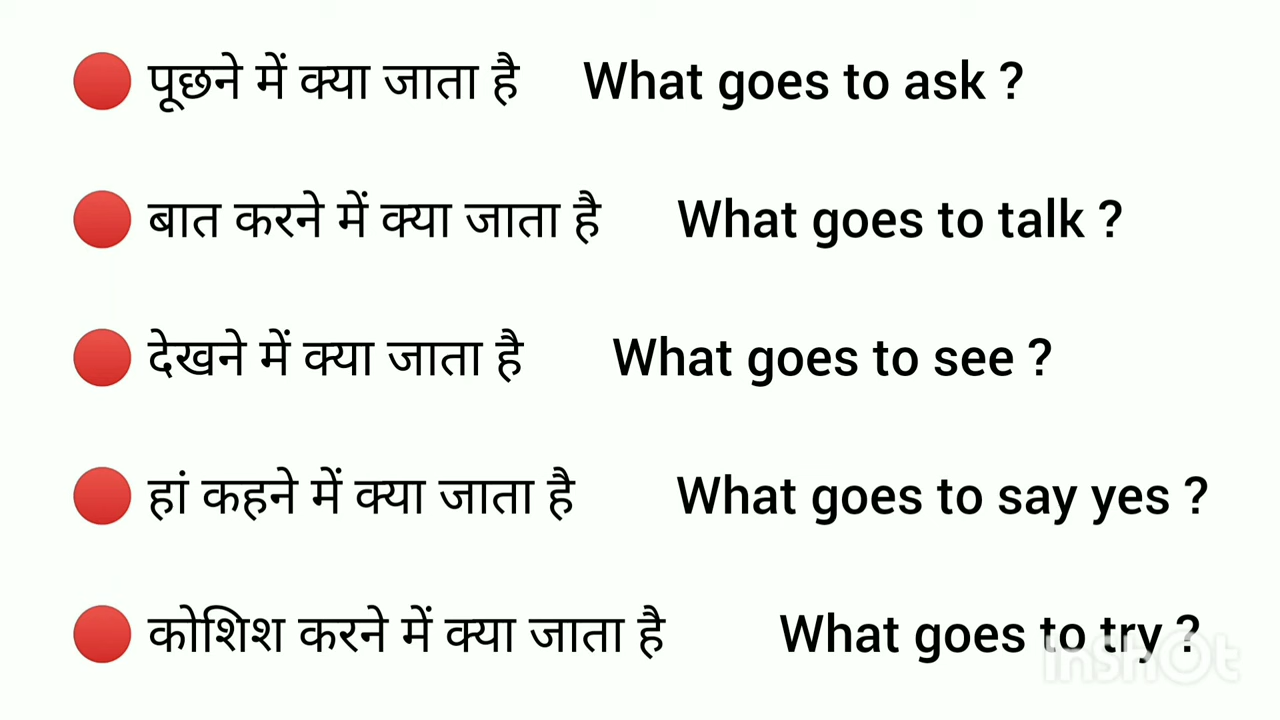 पूछने में क्या जाता है What goes to ask ?
बात करने में क्या जाता है What goes to talk ?
देखने में क्या जाता है What goes to see ?
हां कहने में क्या जाता है What goes to say yes ?
कोशिश करने में क्या जाता है What goes to try ?
InShOt